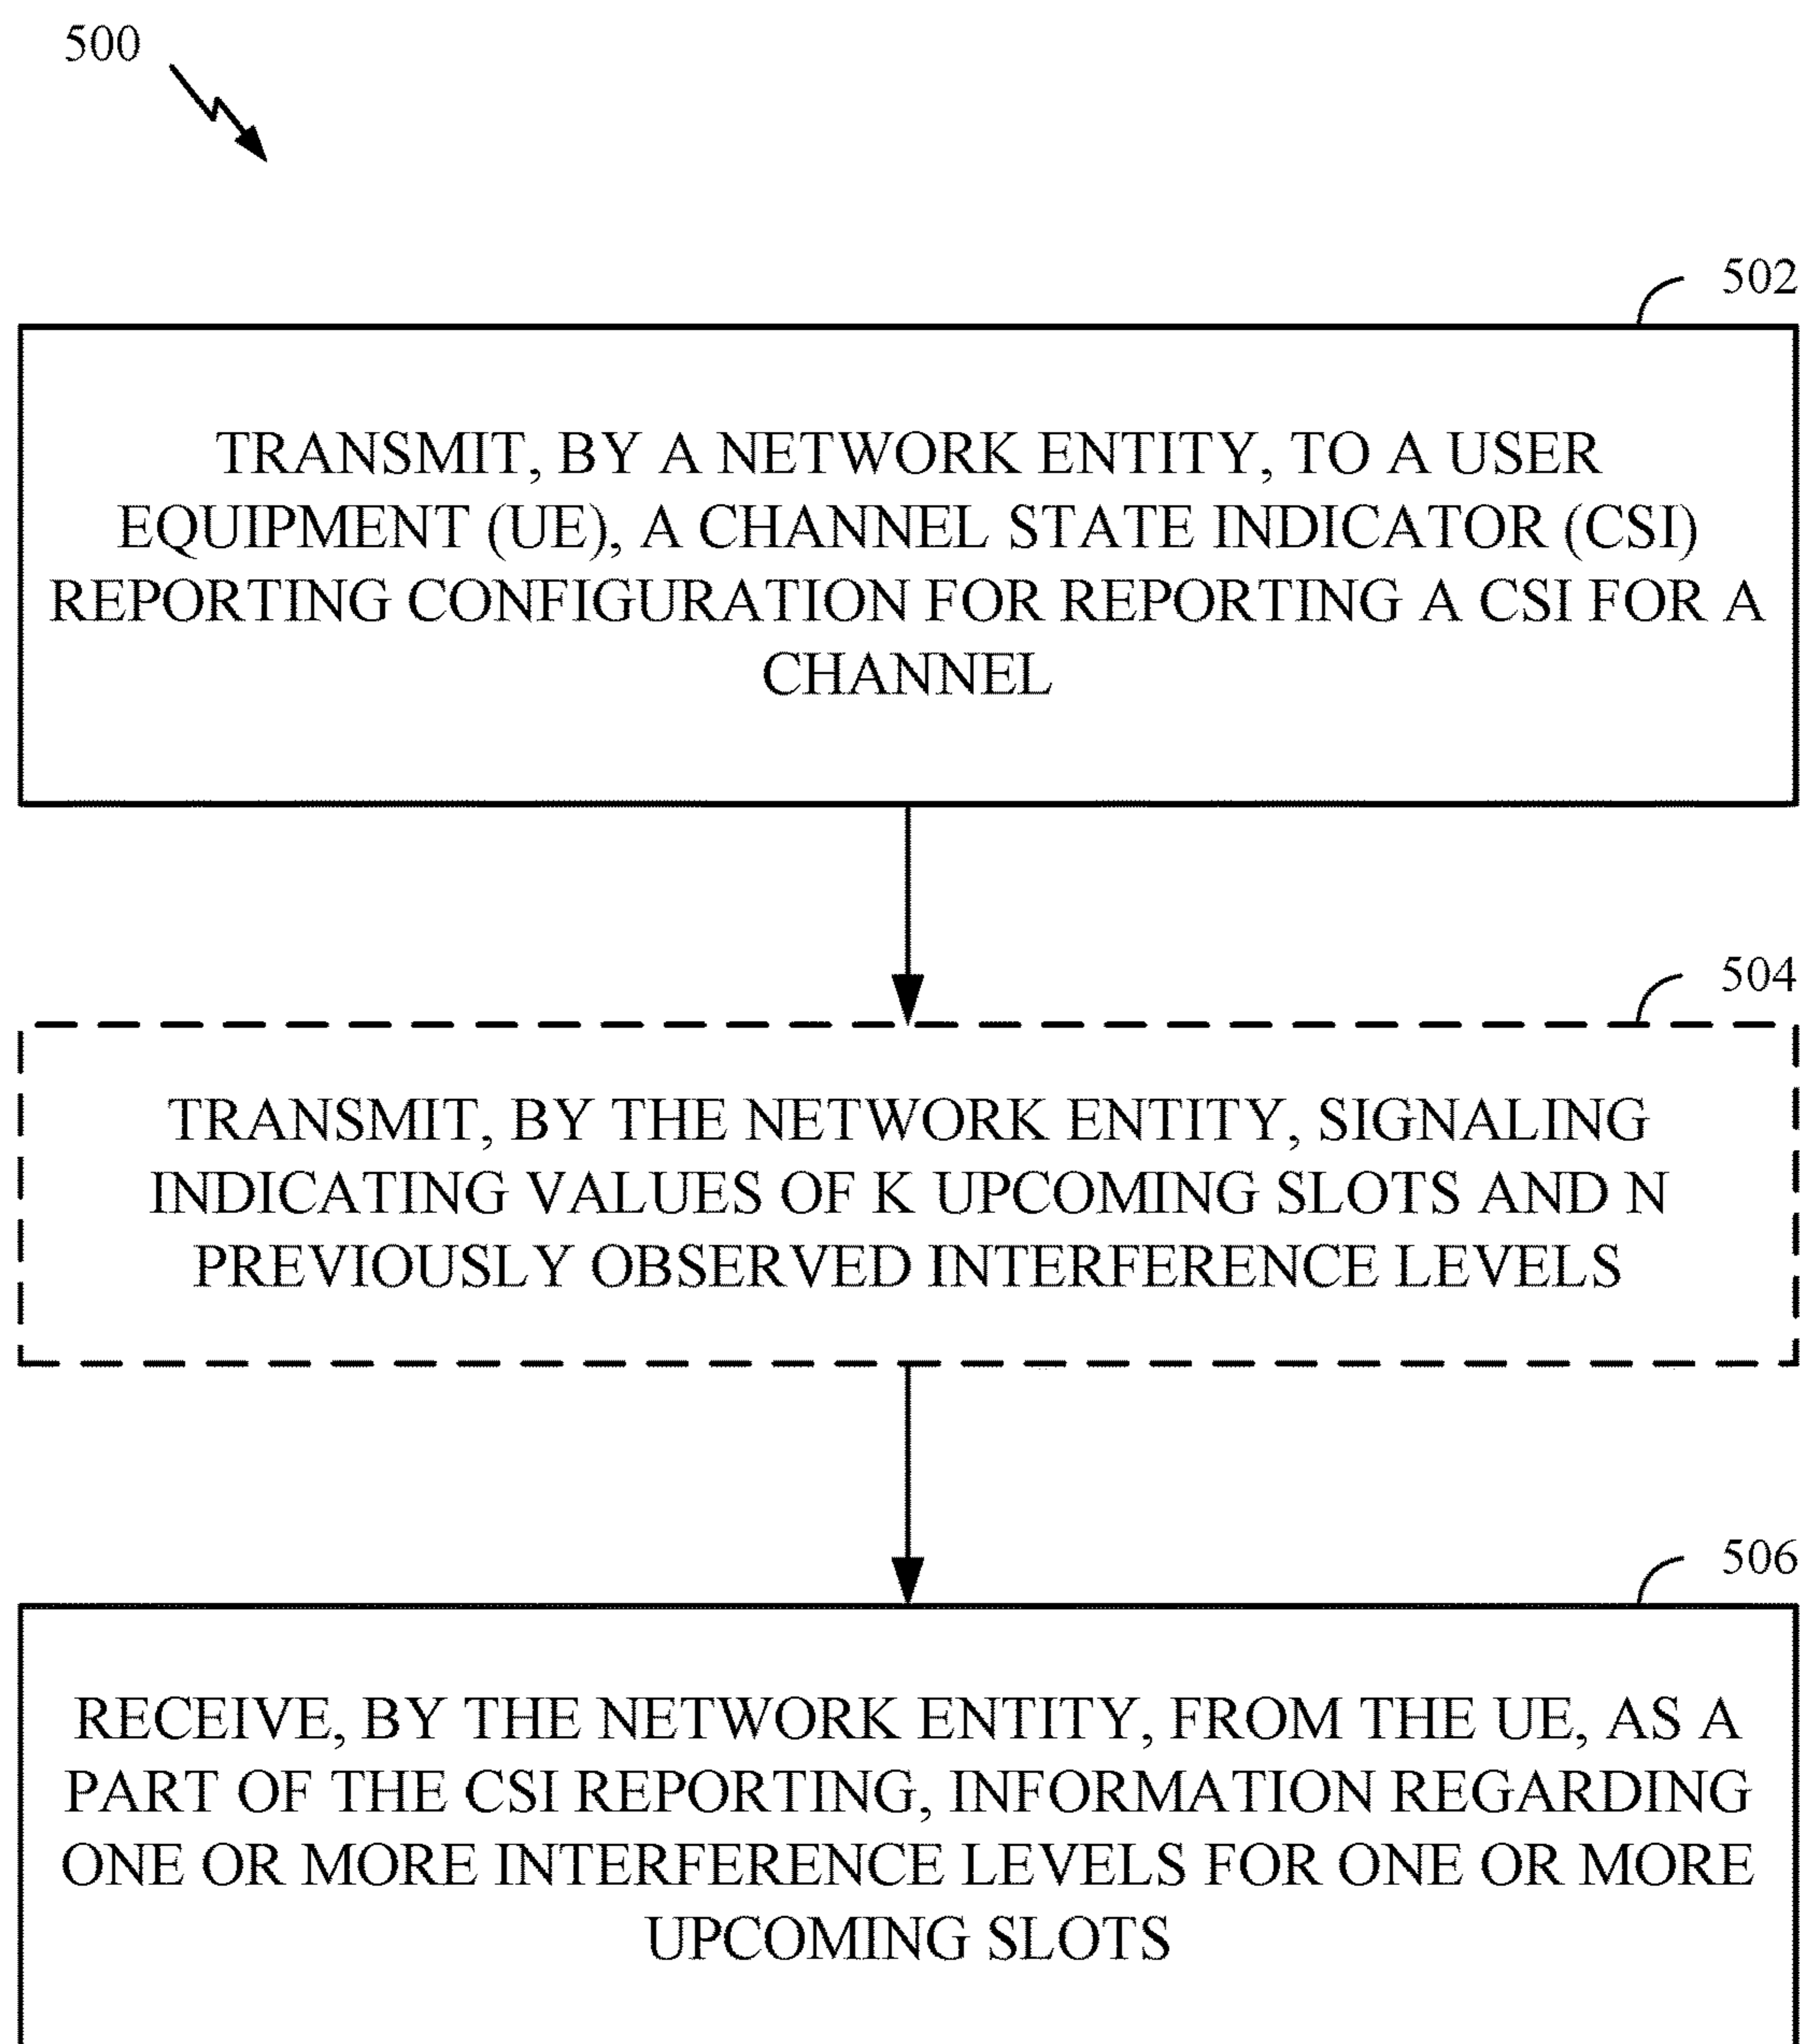 500
502
TRANSMIT, BY A NETWORK ENTITY, TO A USER
EQUIPMENT (UE), A CHANNEL STATE INDICATOR (CSI)
REPORTING CONFIGURATION FOR REPORTING A CSI FOR A
CHANNEL
504
TRANSMIT, BY THE NETWORK ENTITY, SIGNALING
INDICATING VALUES OF K UPCOMING SLOTS AND N
PREVIOUSLY OBSERVED INTERFERENCE LEVELS
506
RECEIVE, BY THE NETWORK ENTITY, FROM THE UE, AS A
PART OF THE CSI REPORTING, INFORMATION REGARDING
ONE OR MORE INTERFERENCE LEVELS FOR ONE OR MORE
UPCOMING SLOTS